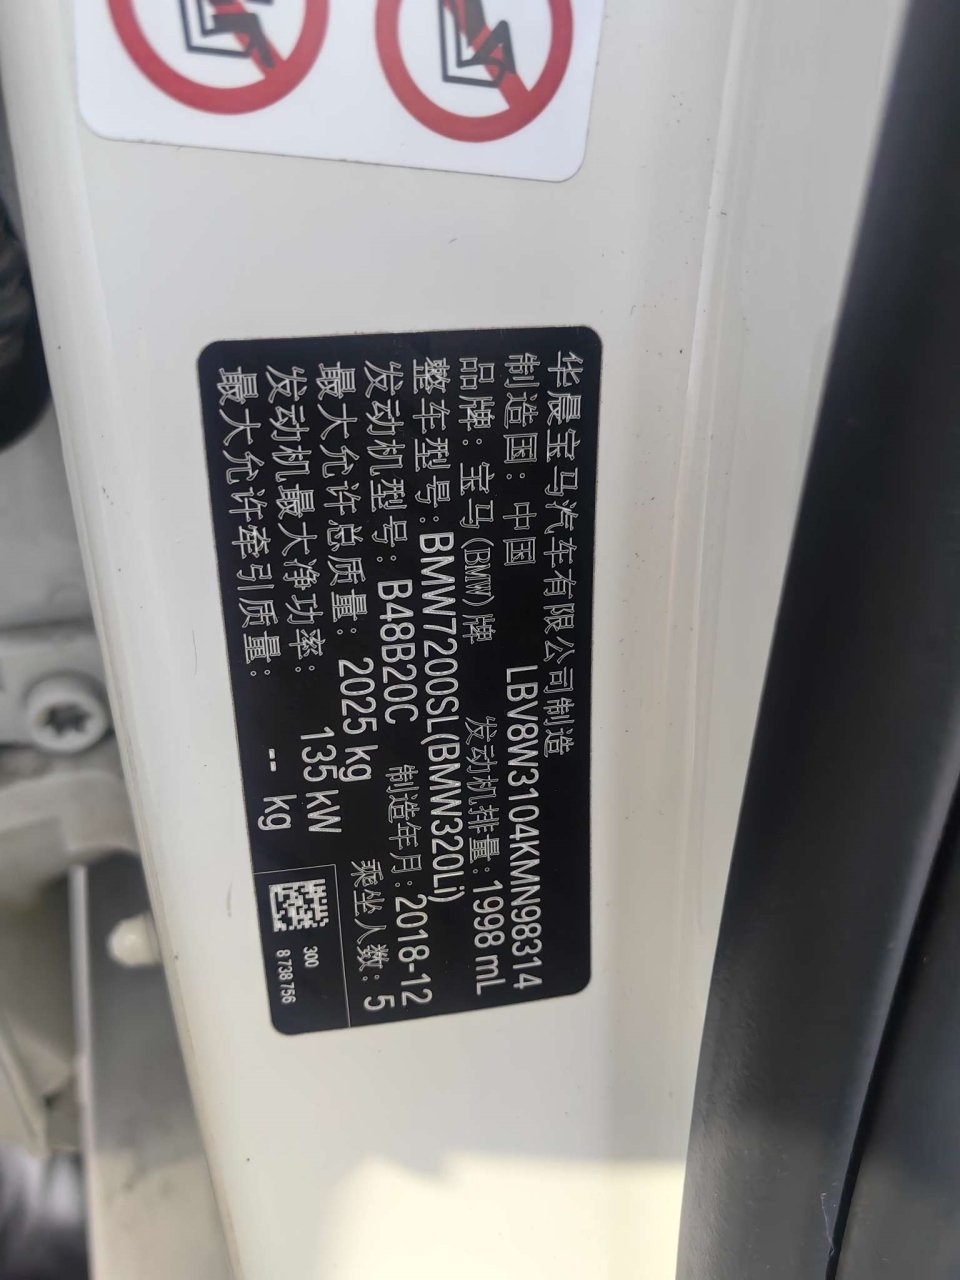 华晨宝马汽车有限公司制造
制造国: 中国 LBV8W3104KMN98314
品牌: 宝马(BMW)牌 发动机排量: 1998 mL
整车型号: BMW7200SL(BMW320Li)
发动机型号: B48B20C 制造年月: 2018-12
最大允许总质量: 2025 kg 乘坐人数: 5
发动机最大净功率: 135 kW
最大允许牵引质量: -- kg
300
8 738 756